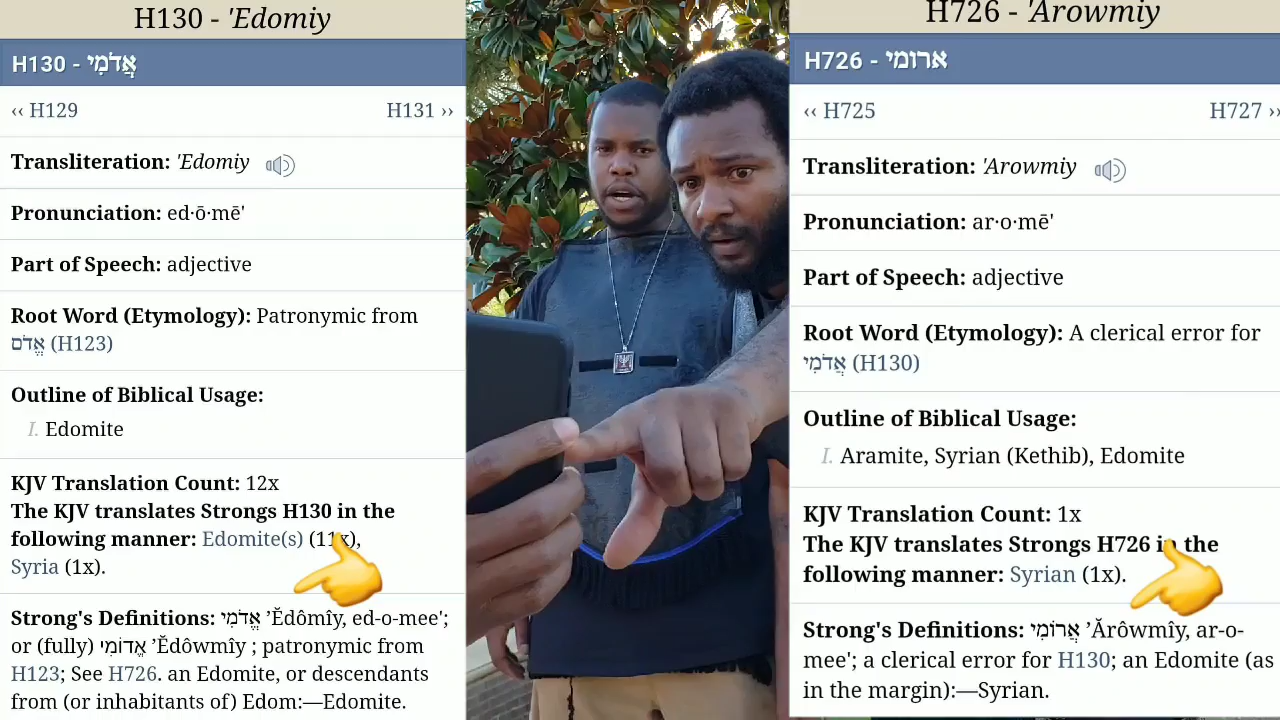 H130 - 'Edomiy
H130 - אֱדֹמִי
‹‹ H129
H131 ››
Transliteration: 'Edomiy
Pronunciation: ed·ō·mē'
Part of Speech: adjective
Root Word (Etymology): Patronymic from
אֱדֹם (H123)
Outline of Biblical Usage:
I. Edomite
KJV Translation Count: 12x
The KJV translates Strongs H130 in the
following manner: Edomite(s) (11x),
Syria (1x).
Strong's Definitions: אֱדֹמִי ʼĔdômîy, ed-o-mee';
or (fully) אֱדוֹמִי ʼĔdôwmîy ; patronymic from
H123; See H726. an Edomite, or descendants
from (or inhabitants of) Edom:—Edomite.
H726 - 'Arowmiy
H726 - ארומי
‹‹ H725
H727 ››
Transliteration: 'Arowmiy
Pronunciation: ar·o·mē'
Part of Speech: adjective
Root Word (Etymology): A clerical error for
אֱדֹמִי (H130)
Outline of Biblical Usage:
I. Aramite, Syrian (Kethib), Edomite
KJV Translation Count: 1x
The KJV translates Strongs H726 in the
following manner: Syrian (1x).
Strong's Definitions: אֲרוֹמִי ʼĂrôwmîy, ar-o-
mee'; a clerical error for H130; an Edomite (as
in the margin):—Syrian.